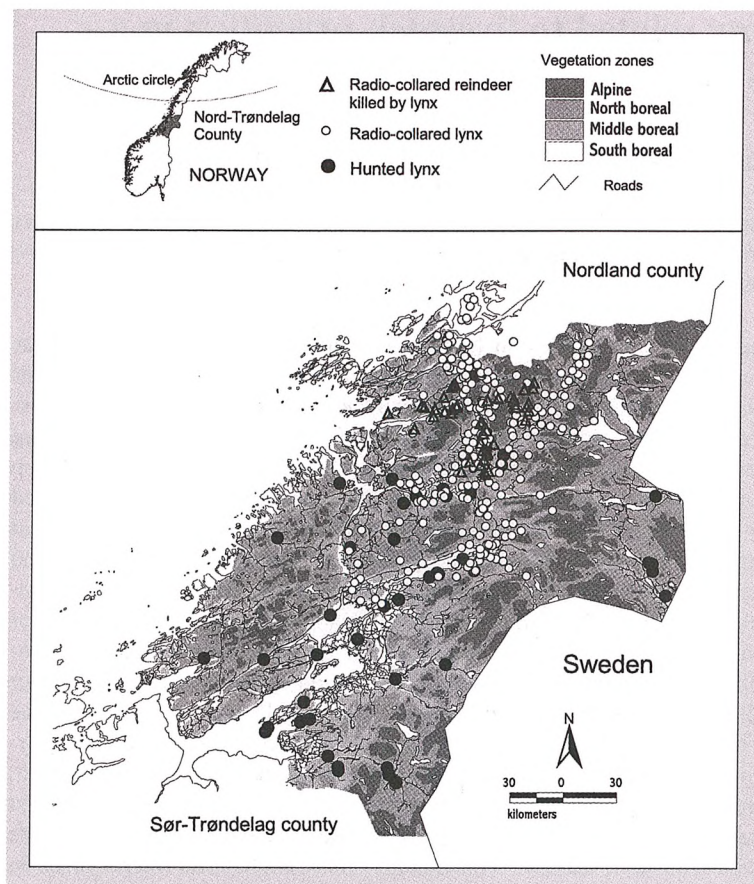 Arctic circle
Nord-Trøndelag
County
NORWAY
Radio-collared reindeer
killed by lynx
Radio-collared lynx
Hunted lynx
Vegetation zones
Alpine
North boreal
Middle boreal
South boreal
Roads
Nordland county
Sweden
N
30 0 30
kilometers
Sør-Trøndelag county